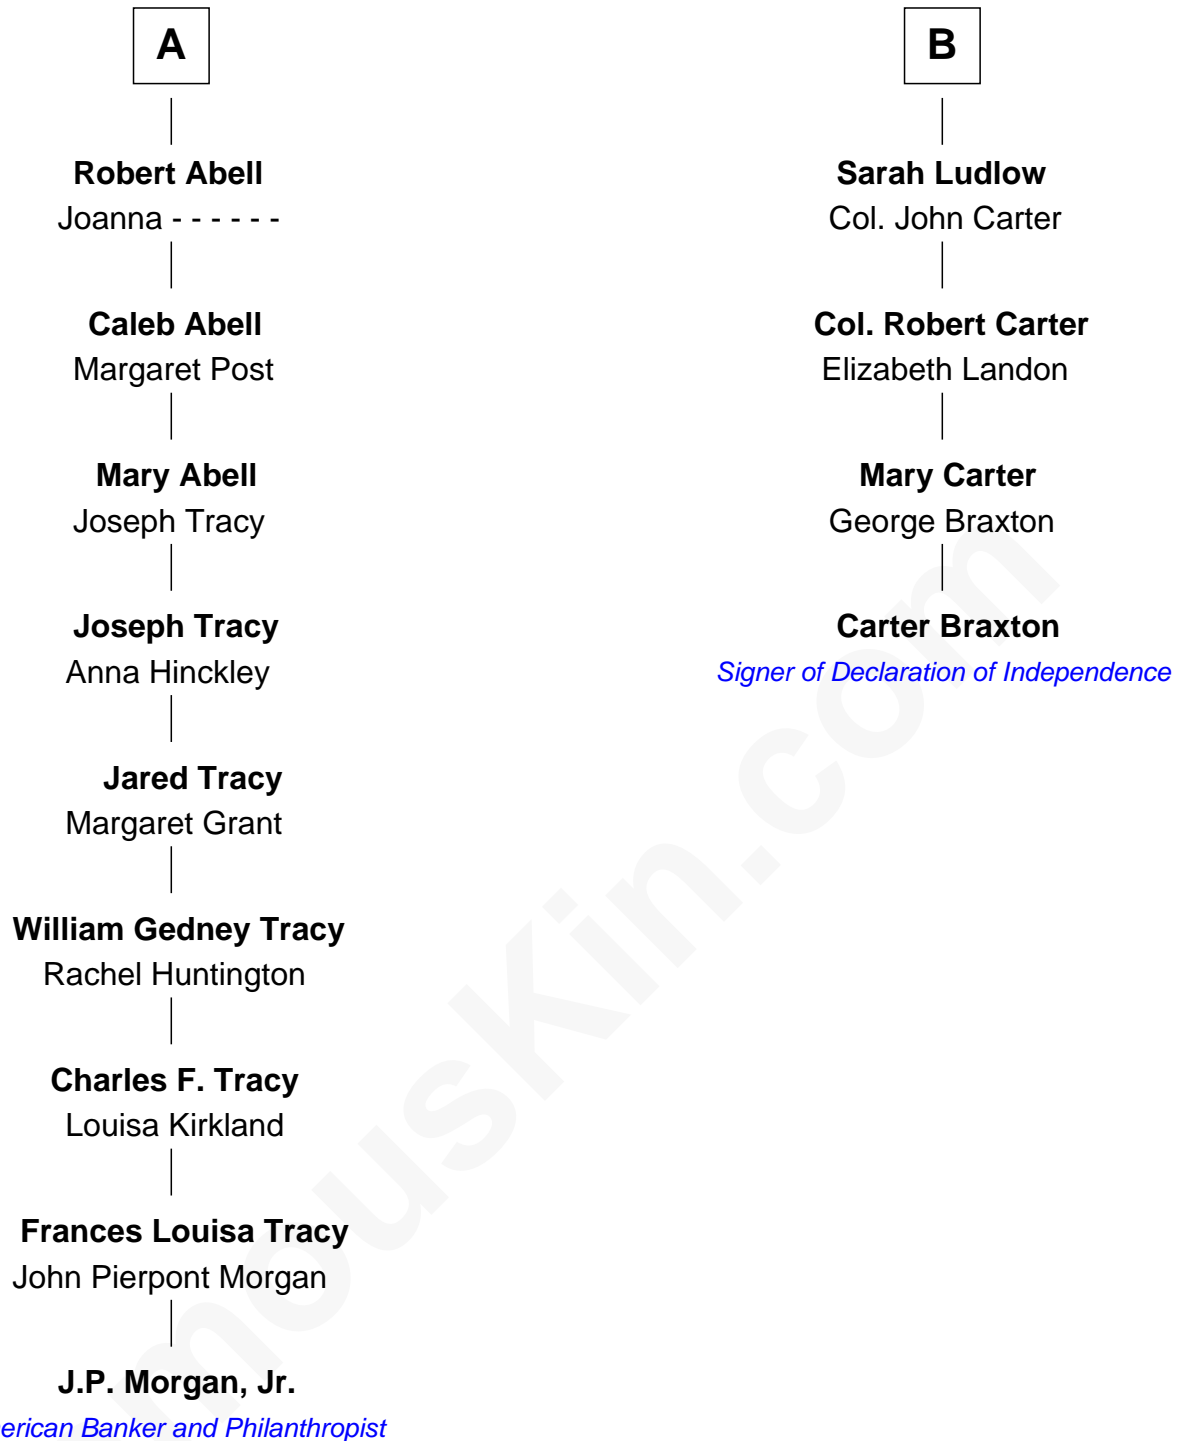 A
Robert Abell
Joanna - - - - - -
Caleb Abell
Margaret Post
Mary Abell
Joseph Tracy
Joseph Tracy
Anna Hinckley
Jared Tracy
Margaret Grant
William Gedney Tracy
Rachel Huntington
Charles F. Tracy
Louisa Kirkland
Frances Louisa Tracy
John Pierpont Morgan
J.P. Morgan, Jr.
erican Banker and Philanthropist
B
Sarah Ludlow
Col. John Carter
Col. Robert Carter
Elizabeth Landon
Mary Carter
George Braxton
Carter Braxton
Signer of Declaration of Independence
mouskin.com